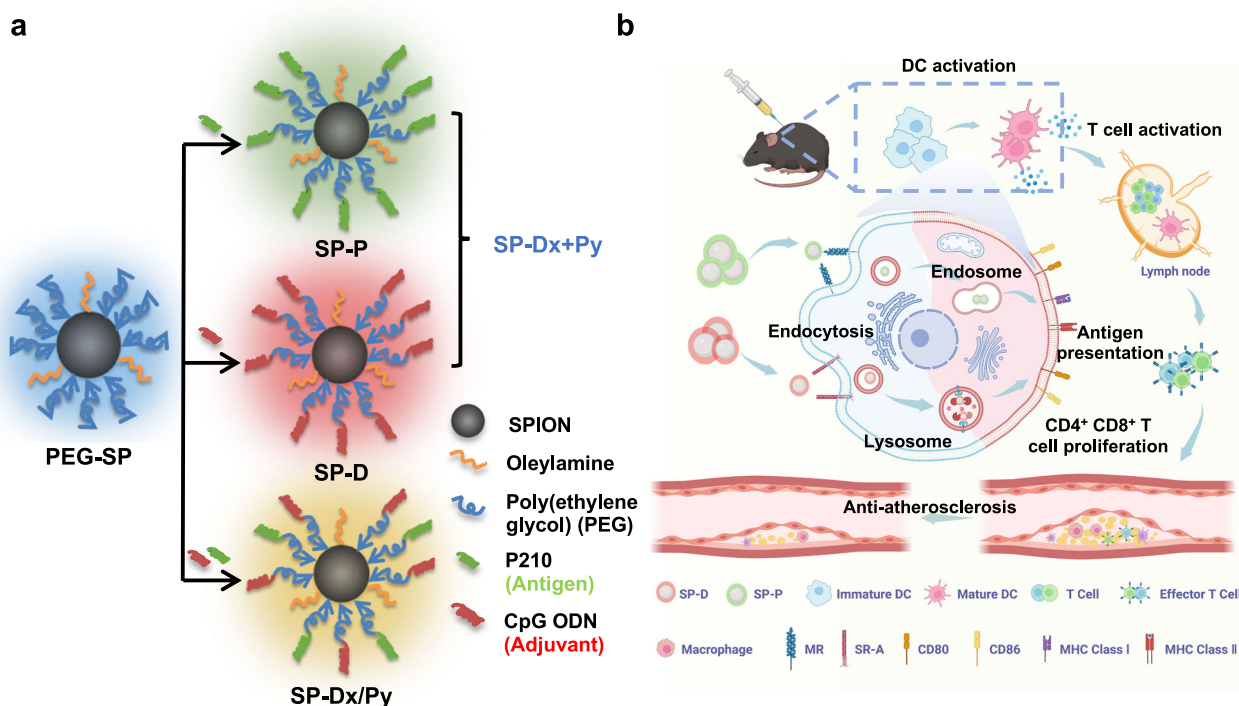 a
SP-P
SP-Dx+Py
PEG-SP
SP-D
SP-Dx/Py
SPION
Oleylamine
Poly(ethylene
glycol) (PEG)
P210
(Antigen)
CpG ODN
(Adjuvant)
b
DC activation
T cell activation
Lymph node
Endosome
Endocytosis
Antigen
presentation
Lysosome
CD4⁺ CD8⁺ T
cell proliferation
Anti-atherosclerosis
SP-D
SP-P
Immature DC
Mature DC
T Cell
Effector T Cell
Macrophage
MR
SR-A
CD80
CD86
MHC Class I
MHC Class II